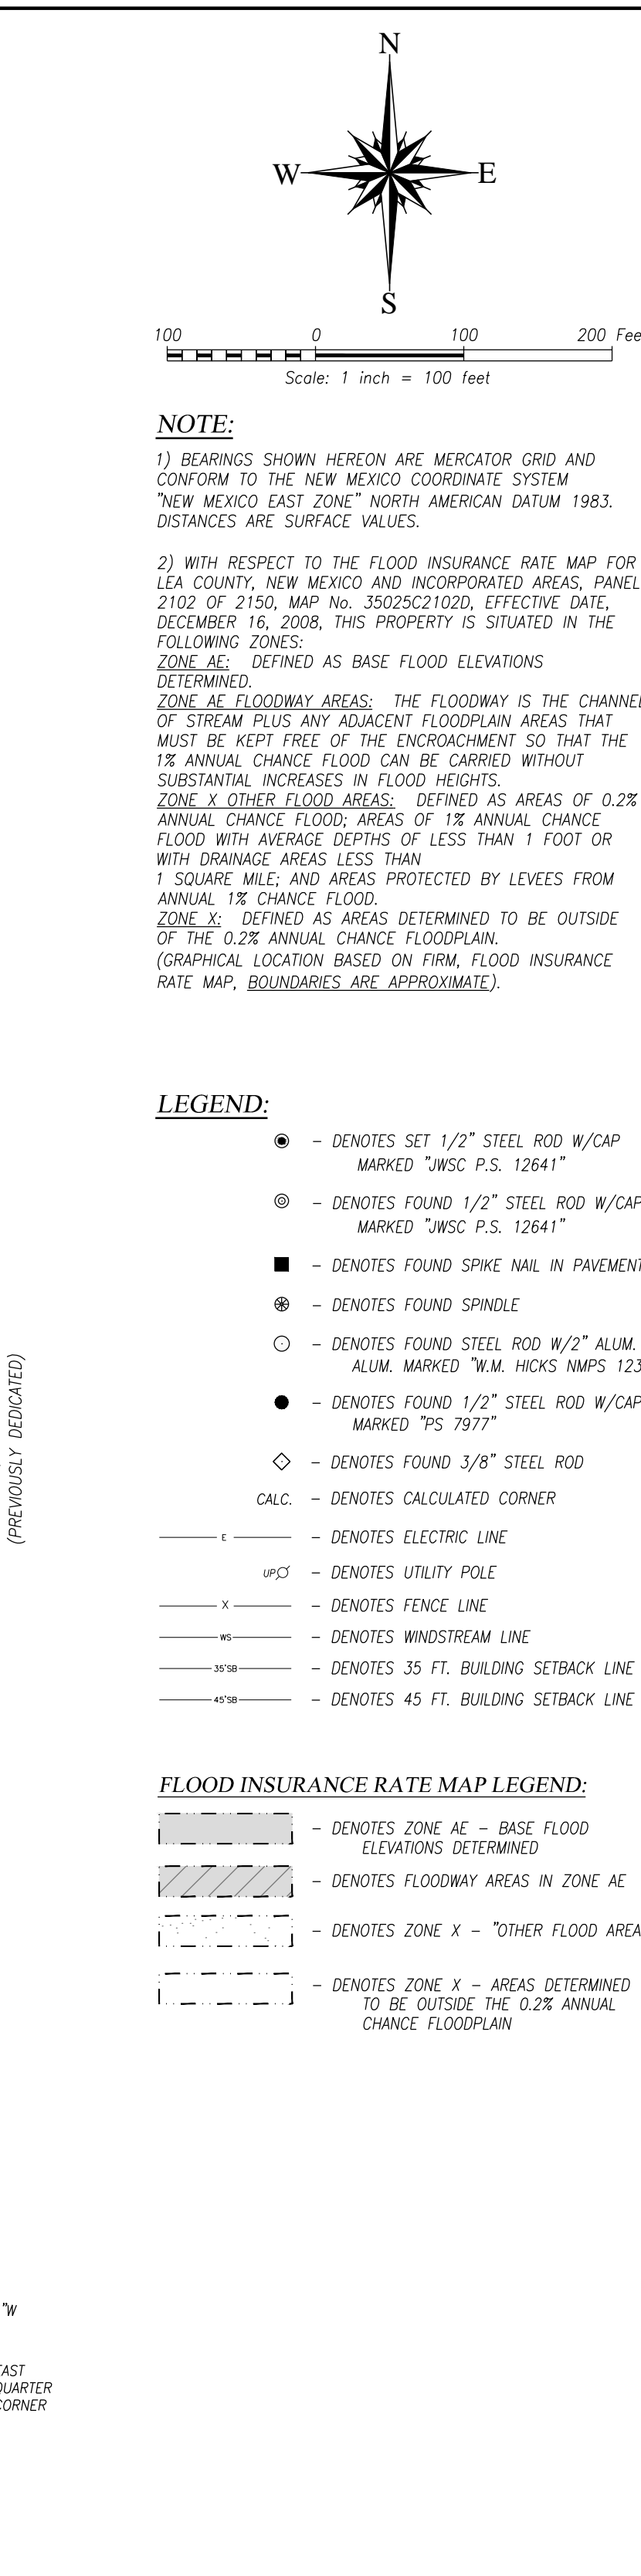 N
W
E
S
100 0 100 200
Scale: 1 inch = 100 feet
NOTE:
1) BEARINGS SHOWN HEREON ARE MERCATOR GRID AND
CONFORM TO THE NEW MEXICO COORDINATE SYSTEM
"NEW MEXICO EAST ZONE" NORTH AMERICAN DATUM 1983.
DISTANCES ARE SURFACE VALUES.
2) WITH RESPECT TO THE FLOOD INSURANCE RATE MAP FOR
LEA COUNTY, NEW MEXICO AND INCORPORATED AREAS, PANEL
2102 OF 2150, MAP No. 35025C2102D, EFFECTIVE DATE,
DECEMBER 16, 2008, THIS PROPERTY IS SITUATED IN THE
FOLLOWING ZONES:
ZONE AE: DEFINED AS BASE FLOOD ELEVATIONS
DETERMINED.
ZONE AE FLOODWAY AREAS: THE FLOODWAY IS THE CHANNEL
OF STREAM PLUS ANY ADJACENT FLOODPLAIN AREAS THAT
MUST BE KEPT FREE OF THE ENCROACHMENT SO THAT THE
1% ANNUAL CHANCE FLOOD CAN BE CARRIED WITHOUT
SUBSTANTIAL INCREASES IN FLOOD HEIGHTS.
ZONE X OTHER FLOOD AREAS: DEFINED AS AREAS OF 0.2%
ANNUAL CHANCE FLOOD; AREAS OF 1% ANNUAL CHANCE
FLOOD WITH AVERAGE DEPTHS OF LESS THAN 1 FOOT OR
WITH DRAINAGE AREAS LESS THAN
1 SQUARE MILE; AND AREAS PROTECTED BY LEVEES FROM
ANNUAL 1% CHANCE FLOOD.
ZONE X: DEFINED AS AREAS DETERMINED TO BE OUTSIDE
OF THE 0.2% ANNUAL CHANCE FLOODPLAIN.
(GRAPHICAL LOCATION BASED ON FIRM, FLOOD INSURANCE
RATE MAP, BOUNDARIES ARE APPROXIMATE).
LEGEND:
– DENOTES SET 1/2" STEEL ROD W/CAP
MARKED "JWSC P.S. 12641"
– DENOTES FOUND 1/2" STEEL ROD W/CAP
MARKED "JWSC P.S. 12641"
– DENOTES FOUND SPIKE NAIL IN PAVEMENT
– DENOTES FOUND SPINDLE
– DENOTES FOUND STEEL ROD W/2" ALUM.
ALUM. MARKED "W.M. HICKS NMPS 123
– DENOTES FOUND 1/2" STEEL ROD W/CAP
MARKED "PS 7977"
– DENOTES FOUND 3/8" STEEL ROD
CALC. – DENOTES CALCULATED CORNER
E – DENOTES ELECTRIC LINE
UP – DENOTES UTILITY POLE
X – DENOTES FENCE LINE
WS – DENOTES WINDSTREAM LINE
35'SB – DENOTES 35 FT. BUILDING SETBACK LINE
45'SB – DENOTES 45 FT. BUILDING SETBACK LINE
(PREVIOUSLY DEDICATED)
FLOOD INSURANCE RATE MAP LEGEND:
– DENOTES ZONE AE – BASE FLOOD
ELEVATIONS DETERMINED
– DENOTES FLOODWAY AREAS IN ZONE AE
– DENOTES ZONE X – "OTHER FLOOD AREA
– DENOTES ZONE X – AREAS DETERMINED
TO BE OUTSIDE THE 0.2% ANNUAL
CHANCE FLOODPLAIN
"W
EAST
QUARTER
CORNER